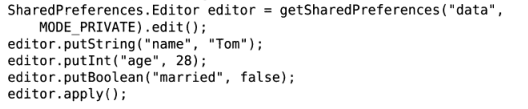 SharedPreferences.Editor editor = getSharedPreferences("data",
MODE_PRIVATE).edit();
editor.putString("name", "Tom");
editor.putInt("age", 28);
editor.putBoolean("married", false);
editor.apply();